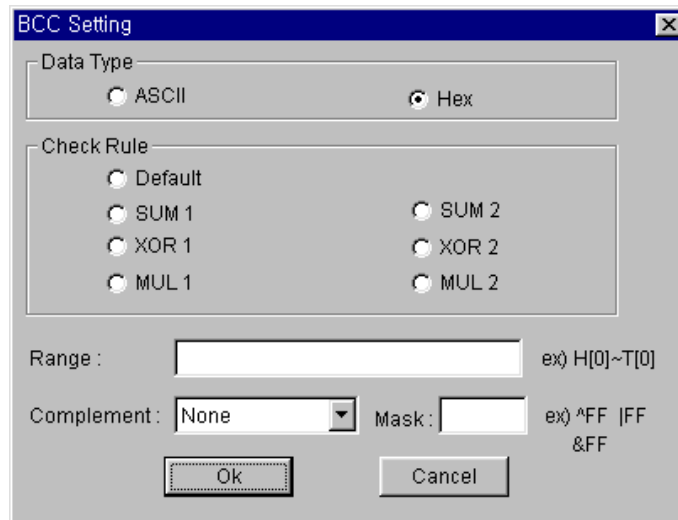 BCC Setting
Data Type
ASCII Hex
Check Rule
Default
SUM 1 SUM 2
XOR 1 XOR 2
MUL 1 MUL 2
Range : ex) H[0]~T[0]
Complement : None Mask : ex) ^FF |FF
&FF
Ok Cancel